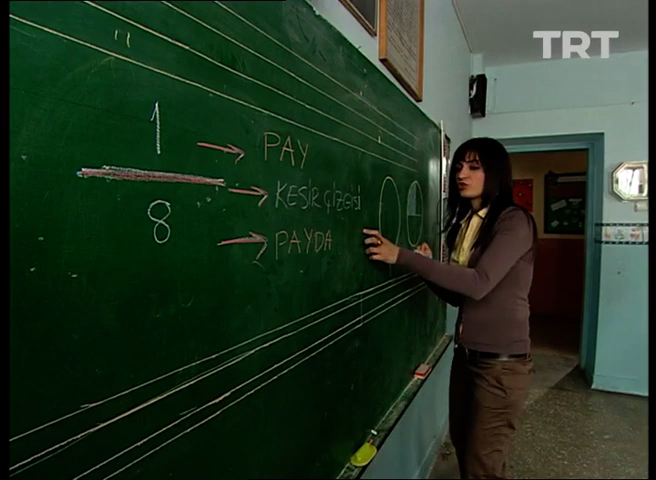 TRT
1 → PAY
→ KESİR ÇİZGİSİ
8 → PAYDA